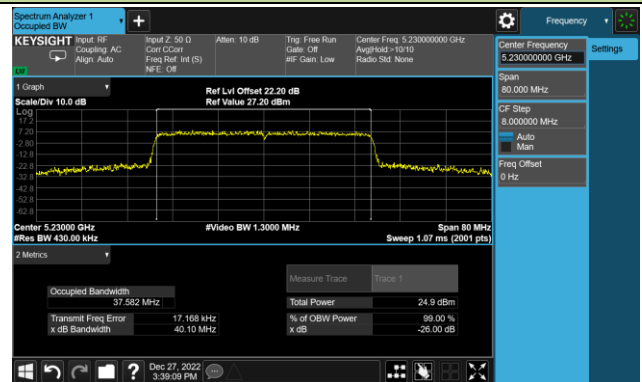 Spectrum Analyzer 1
Occupied BW
+
Frequency
KEYSIGHT
Input: RF
Coupling: AC
Align: Auto
Input Z: 50 Ω
Corr CCorr
Freq Ref: Int (S)
NFE: Off
Atten: 10 dB
Trig: Free Run
Gate: Off
#IF Gain: Low
Center Freq: 5.230000000 GHz
Avg|Hold:>10/10
Radio Std: None
Center Frequency
5.230000000 GHz
Settings
Span
80.000 MHz
CF Step
8.000000 MHz
Auto
Man
Freq Offset
0 Hz
1 Graph
Scale/Div 10.0 dB
Ref Lvl Offset 22.20 dB
Ref Value 27.20 dBm
Log
17.2
7.20
-2.80
-12.8
-22.8
-32.8
-42.8
-52.8
-62.8
Center 5.23000 GHz
#Video BW 1.3000 MHz
Span 80 MHz
#Res BW 430.00 kHz
Sweep 1.07 ms (2001 pts)
2 Metrics
Measure Trace
Trace 1
Occupied Bandwidth
37.582 MHz
Total Power
24.9 dBm
Transmit Freq Error
17.168 kHz
% of OBW Power
99.00 %
x dB Bandwidth
40.10 MHz
x dB
-26.00 dB
?
Dec 27, 2022
3:39:09 PM